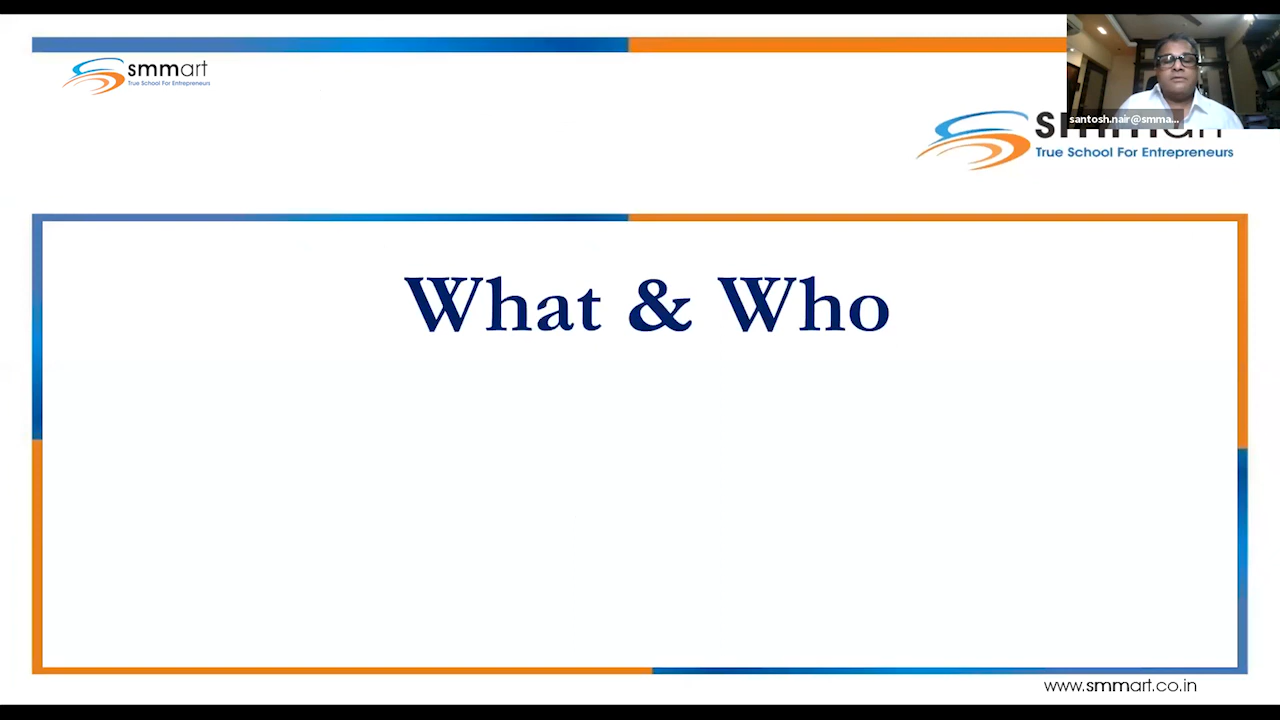 smmart
True School For Entrepreneurs
santosh.nair@smma...
True School For Entrepreneurs
What & Who
www.smmart.co.in